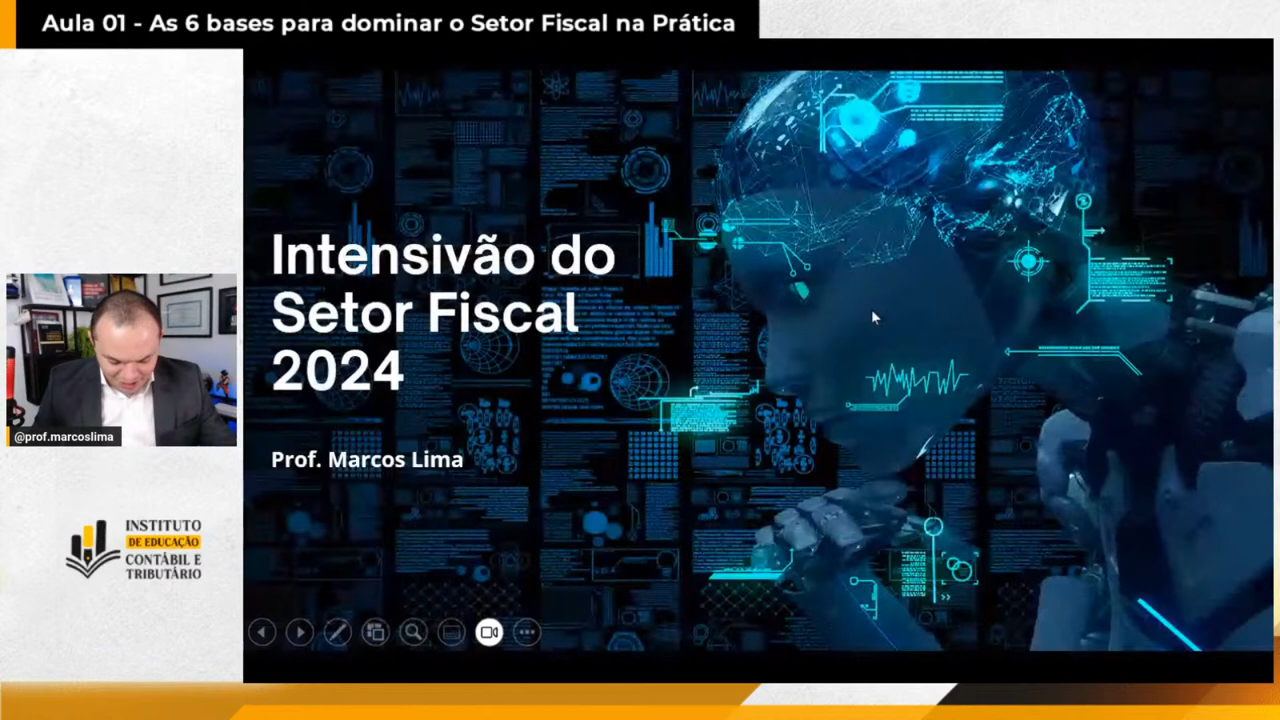 Aula 01 - As 6 bases para dominar o Setor Fiscal na Prática
Intensivão do
Setor Fiscal
2024
Prof. Marcos Lima
@prof.marcoslima
INSTITUTO
DE EDUCAÇÃO
CONTÁBIL E
TRIBUTÁRIO